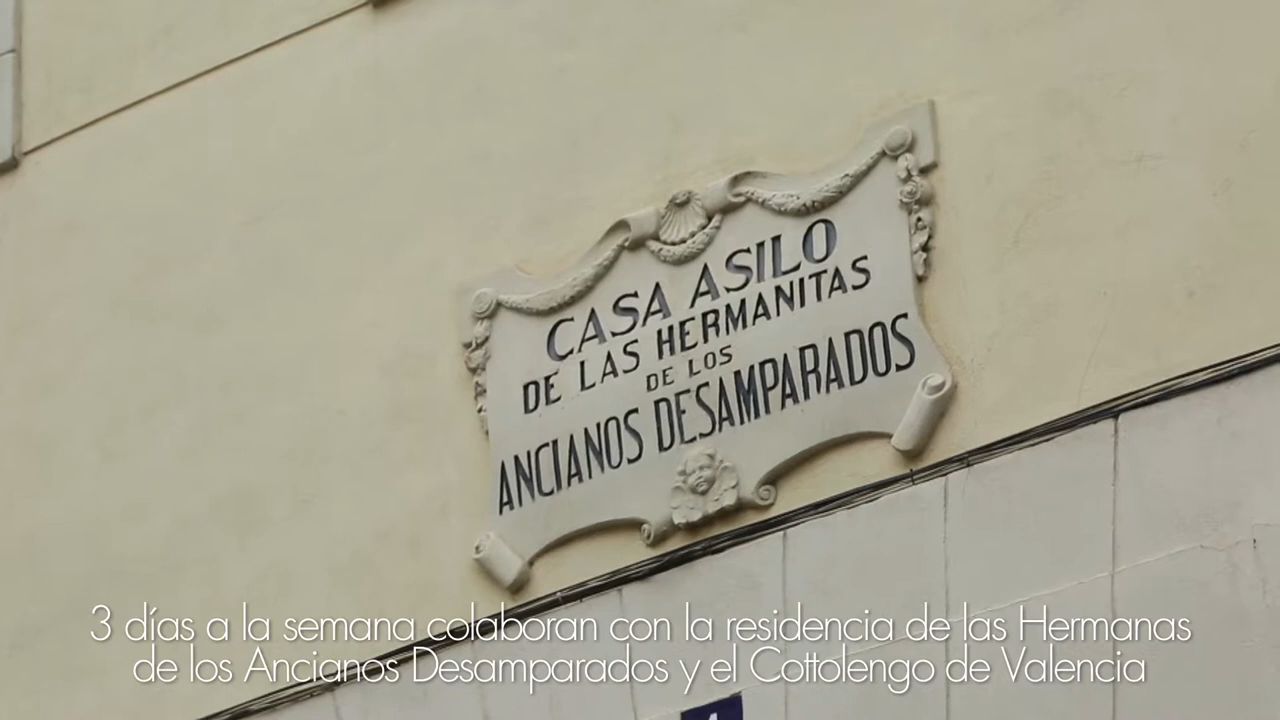 CASA ASILO
DE LAS HERMANITAS
DE LOS
ANCIANOS DESAMPARADOS
3 días a la semana colaboran con la residencia de las Hermanas
de los Ancianos Desamparados y el Cottolengo de Valencia